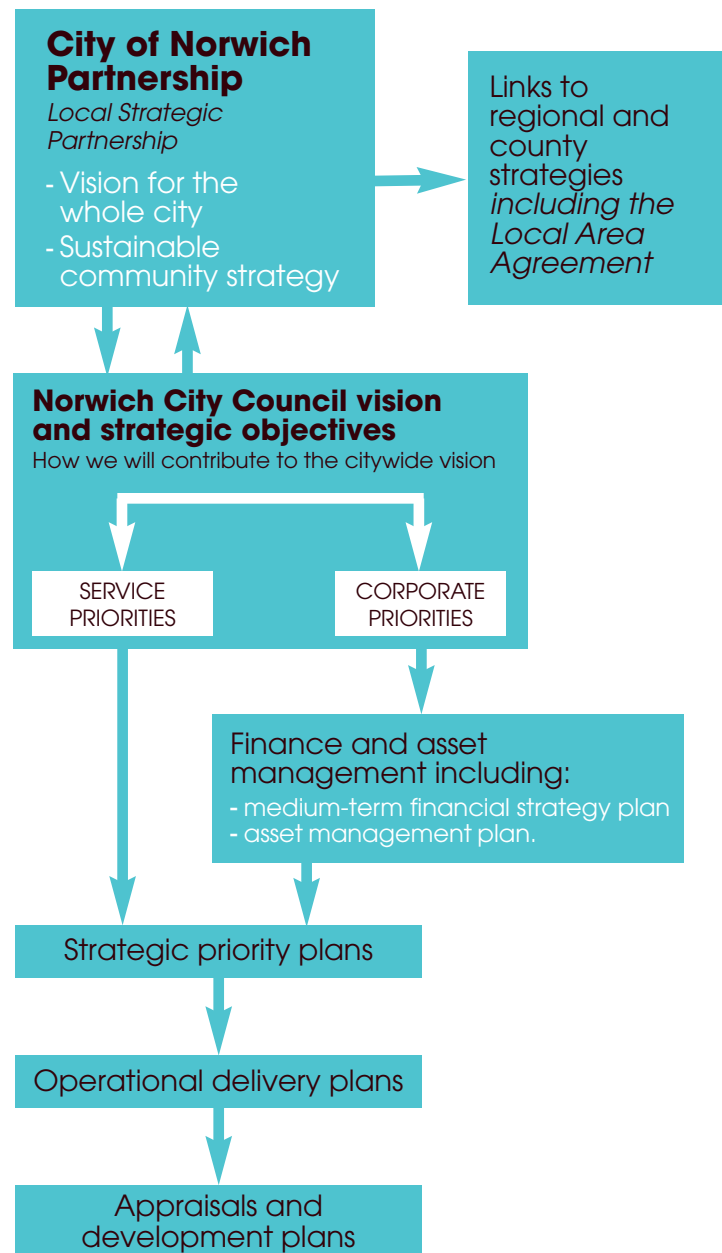 City of Norwich
Partnership
Local Strategic
Partnership
- Vision for the
whole city
- Sustainable
community strategy
Links to
regional and
county
strategies
including the
Local Area
Agreement
Norwich City Council vision
and strategic objectives
How we will contribute to the citywide vision
SERVICE
PRIORITIES
CORPORATE
PRIORITIES
Finance and asset
management including:
- medium-term financial strategy plan
- asset management plan.
Strategic priority plans
Operational delivery plans
Appraisals and
development plans